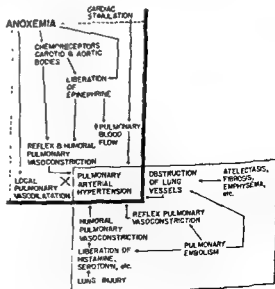 CARDIAC
STIMULATION
ANOXEMIA
CHEMORECEPTORS
CAROTID & AORTIC
BODIES
LIBERATION
OF
EPINEPHRINE
PULMONARY
BLOOD
FLOW
REFLEX & HUMORAL
PULMONARY
VASOCONSTRICTION
LOCAL
PULMONARY
VASODILATATION
X
PULMONARY
ARTERIAL
HYPERTENSION
OBSTRUCTION
OF LUNG
VESSELS
ATELECTASIS,
FIBROSIS,
EMPHYSEMA,
etc.
HUMORAL
PULMONARY
VASOCONSTRICTION
REFLEX PULMONARY
VASOCONSTRICTION
PULMONARY
EMBOLISM
LIBERATION OF
HISTAMINE,
SEROTONIN, etc.
LUNG INJURY